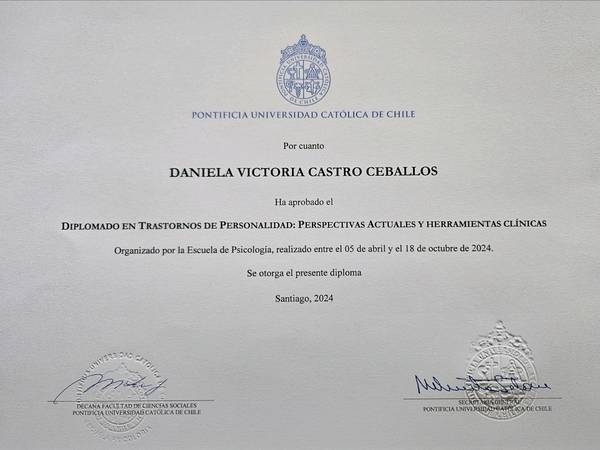 PONTIFICIA UNIVERSIDAD CATÓLICA DE CHILE
Por cuanto
DANIELA VICTORIA CASTRO CEBALLOS
Ha aprobado el
DIPLOMADO EN TRASTORNOS DE PERSONALIDAD: PERSPECTIVAS ACTUALES Y HERRAMIENTAS CLÍNICAS
Organizado por la Escuela de Psicología, realizado entre el 05 de abril y el 18 de octubre de 2024.
Se otorga el presente diploma
Santiago, 2024
DECANA FACULTAD DE CIENCIAS SOCIALES
PONTIFICIA UNIVERSIDAD CATÓLICA DE CHILE
SECRETARIA GENERAL
PONTIFICIA UNIVERSIDAD CATÓLICA DE CHILE